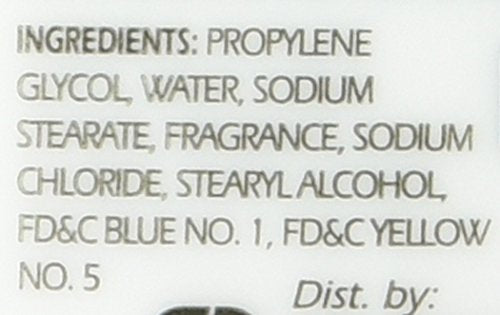 INGREDIENTS: PROPYLENE
GLYCOL, WATER, SODIUM
STEARATE, FRAGRANCE, SODIUM
CHLORIDE, STEARYL ALCOHOL,
FD&C BLUE NO. 1, FD&C YELLOW
NO. 5
Dist. by: